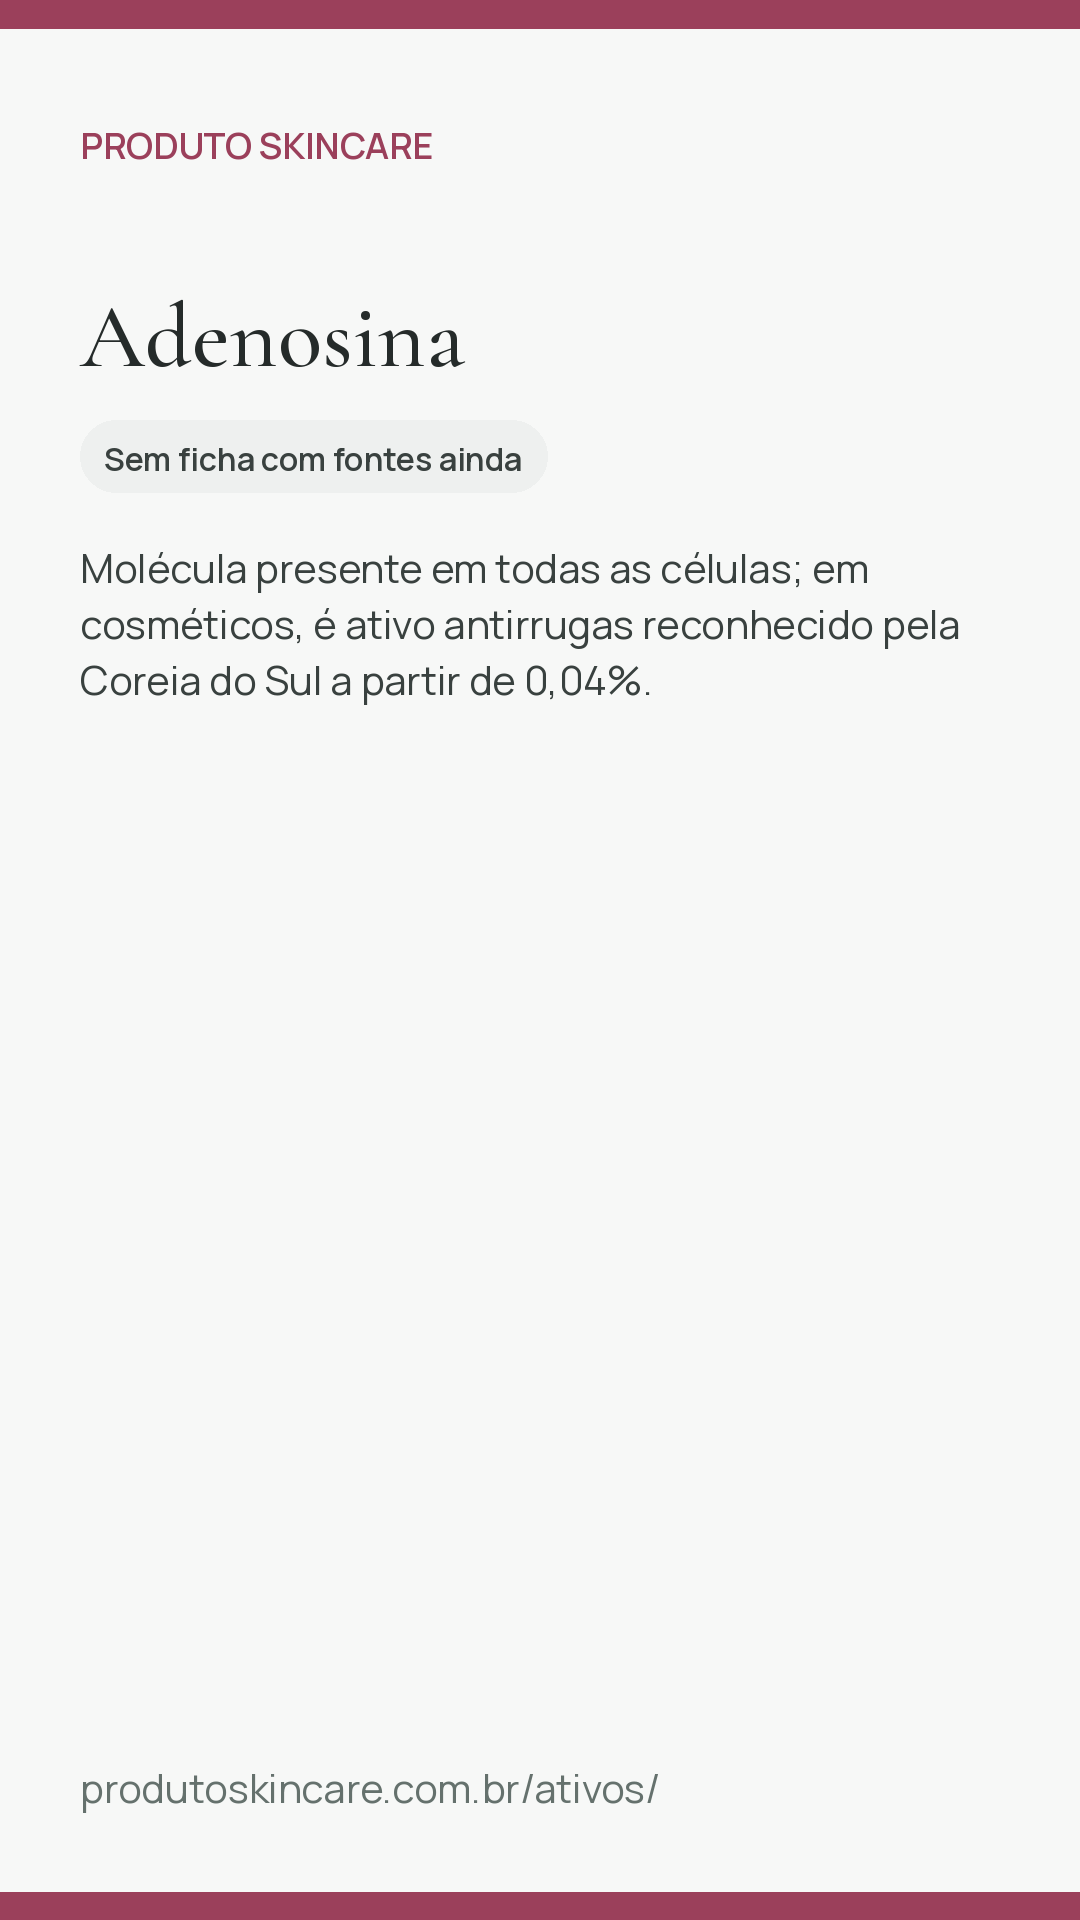 PRODUTO SKINCARE
Adenosina
Sem ficha com fontes ainda
Molécula presente em todas as células; em
cosméticos, é ativo antirrugas reconhecido pela
Coreia do Sul a partir de 0,04%.
produtoskincare.com.br/ativos/